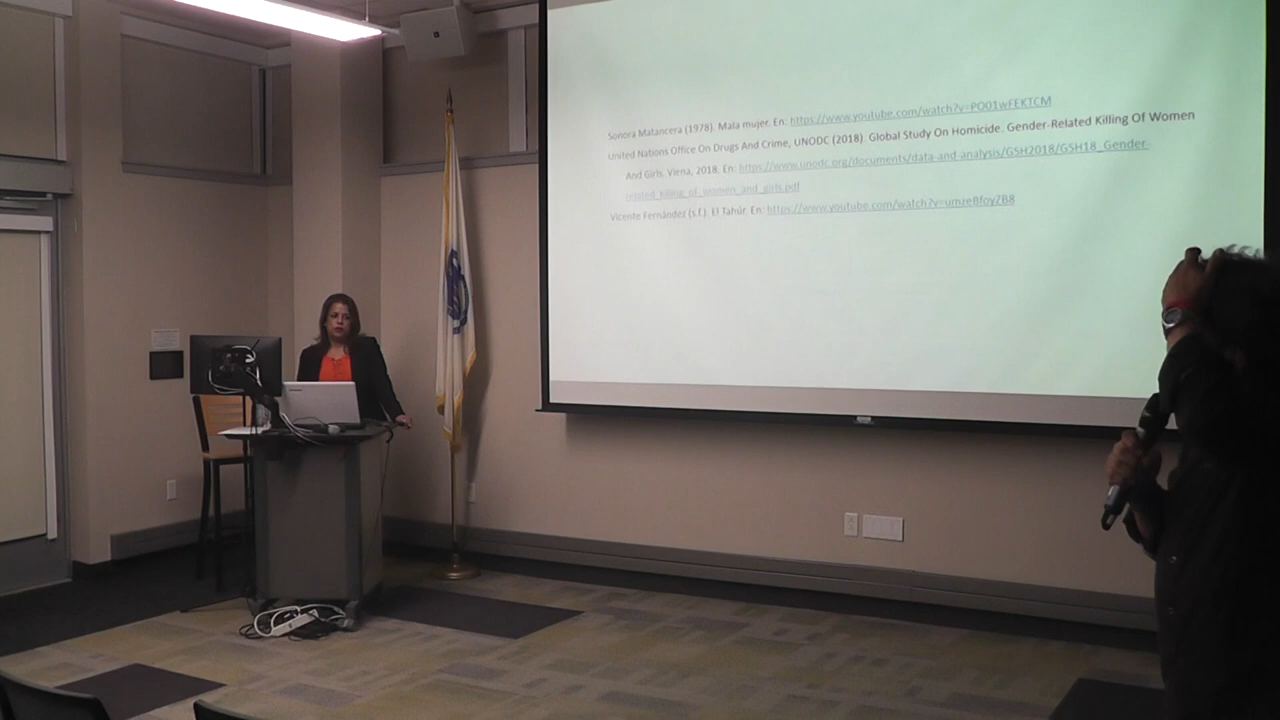 Sonora Matancera (1978). Mala mujer. En: https://www.youtube.com/watch?v=PO01wFEKTCM
United Nations Office On Drugs And Crime, UNODC (2018). Global Study On Homicide. Gender-Related Killing Of Women
And Girls. Viena, 2018. En: https://www.unodc.org/documents/data-and-analysis/GSH2018/GSH18_Gender-
related_killing_of_women_and_girls.pdf
Vicente Fernández (s.f.). El Tahúr. En: https://www.youtube.com/watch?v=umzeBfoyZB8